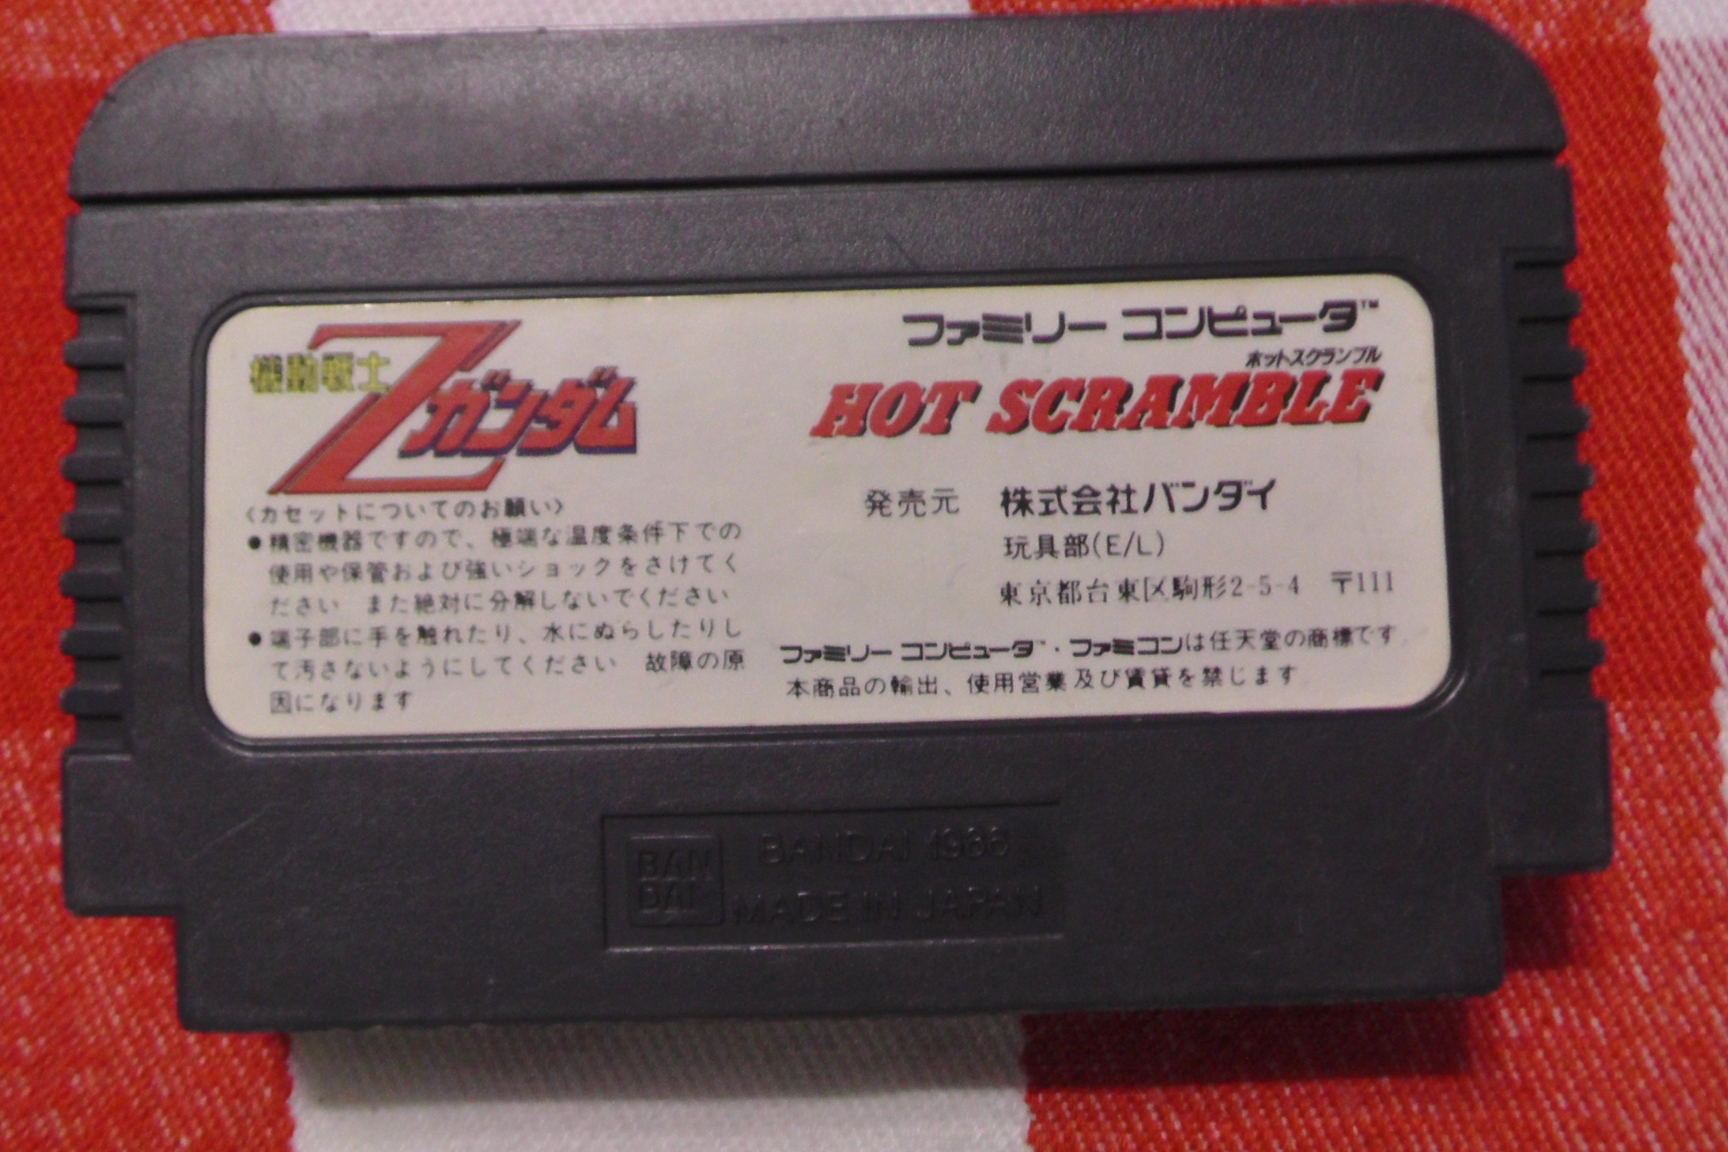 機動戦士
Zガンダム
〈カセットについてのお願い〉
●精密機器ですので、極端な温度条件下での
使用や保管および強いショックをさけてく
ださい　また絶対に分解しないでください
●端子部に手を触れたり、水にぬらしたりし
て汚さないようにしてください　故障の原
因になります
ファミリー コンピュータ™
ホットスクランブル
HOT SCRAMBLE
発売元　株式会社バンダイ
玩具部(E/L)
東京都台東区駒形2-5-4　〒111
ファミリー コンピュータ™・ファミコンは任天堂の商標です
本商品の輸出、使用営業及び賃貸を禁じます
BAN
DAI
BANDAI 1986
MADE IN JAPAN